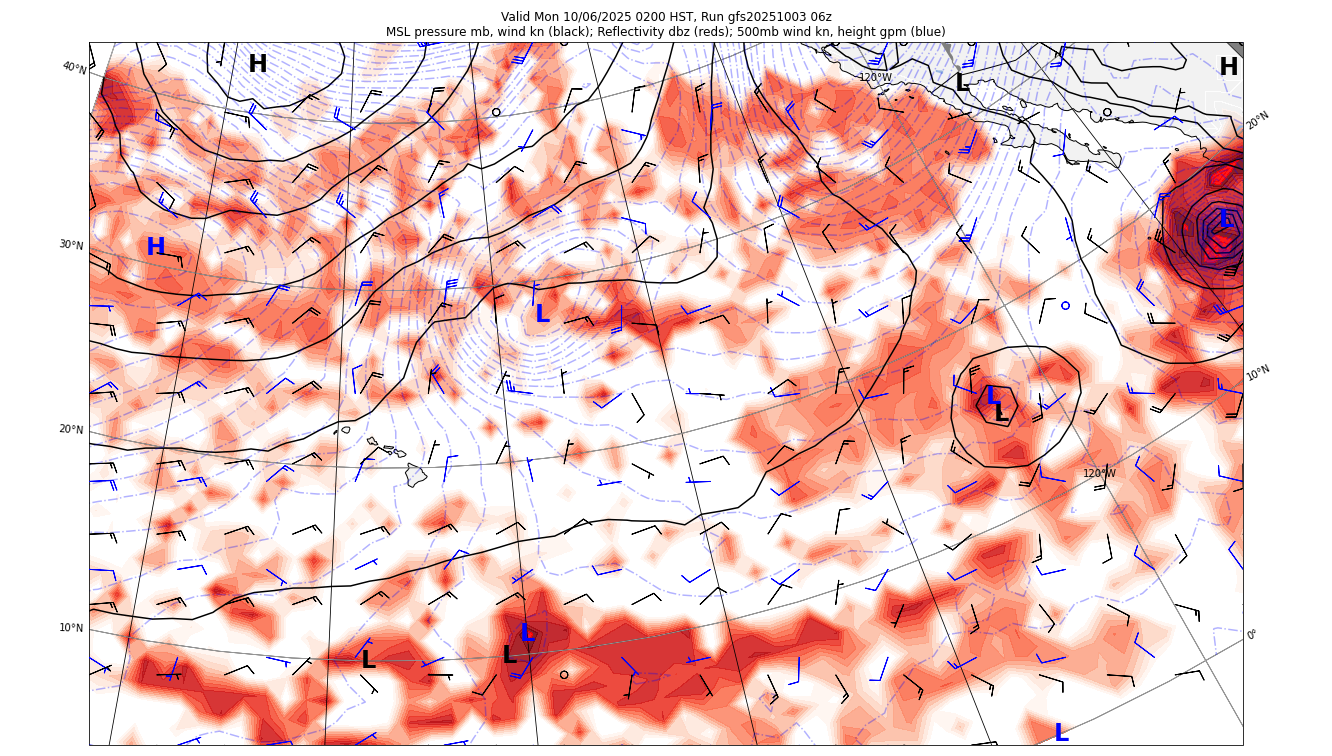 Valid Mon 10/06/2025 0200 HST, Run gfs20251003 06z
MSL pressure mb, wind kn (black); Reflectivity dbz (reds); 500mb wind kn, height gpm (blue)
H
H
40°N
120°W
L
20°N
L
30°N
H
L
10°N
L
L
20°N
120°W
10°N
L
0°
L
L
L